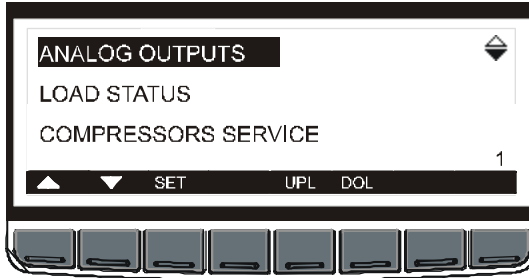 ANALOG OUTPUTS
LOAD STATUS
COMPRESSORS SERVICE
1
SET UPL DOL